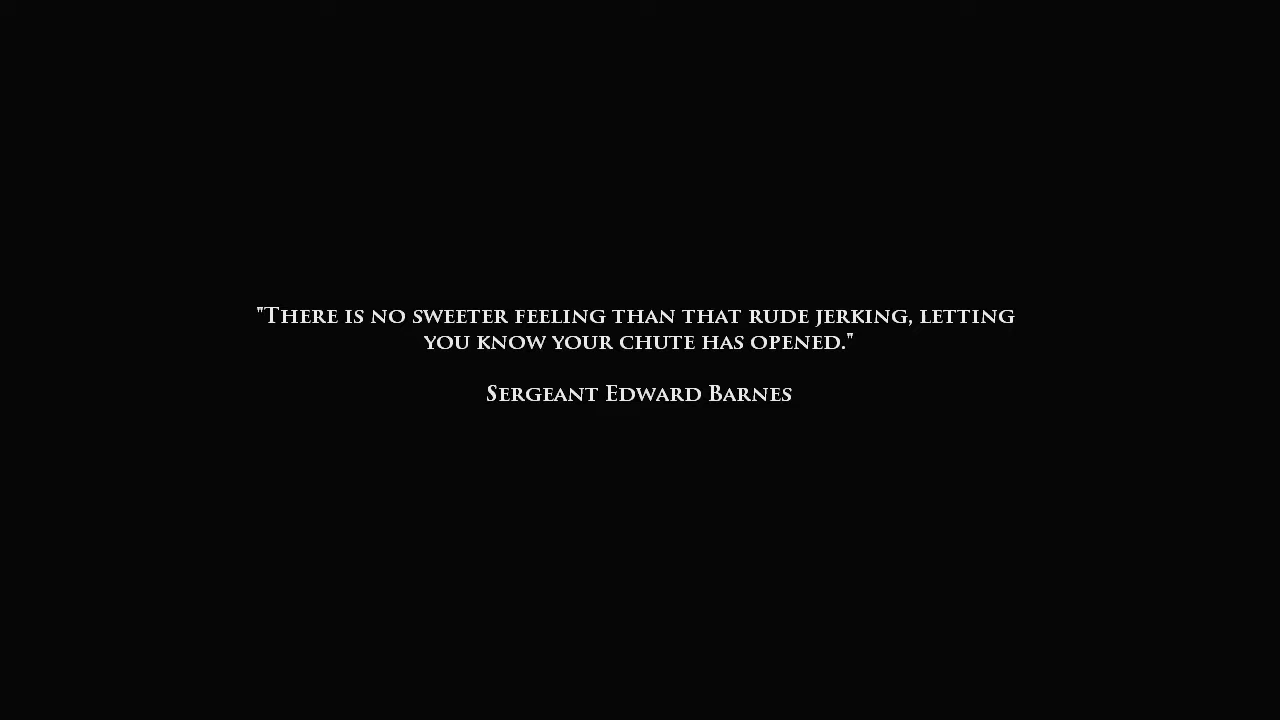 "There is no sweeter feeling than that rude jerking, letting
you know your chute has opened."
Sergeant Edward Barnes